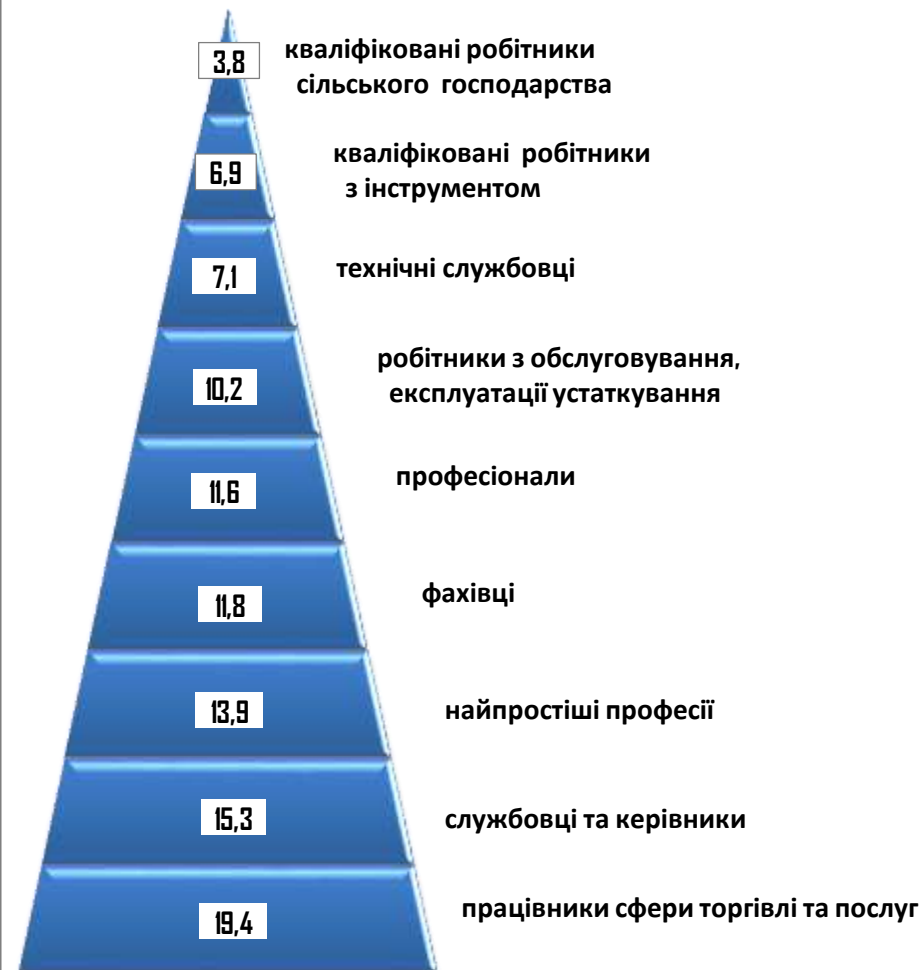 3,8
кваліфіковані робітники
сільського господарства
6,9
кваліфіковані робітники
з інструментом
7,1
технічні службовці
10,2
робітники з обслуговування,
експлуатації устаткування
11,6
професіонали
11,8
фахівці
13,9
найпростіші професії
15,3
службовці та керівники
19,4
працівники сфери торгівлі та послуг